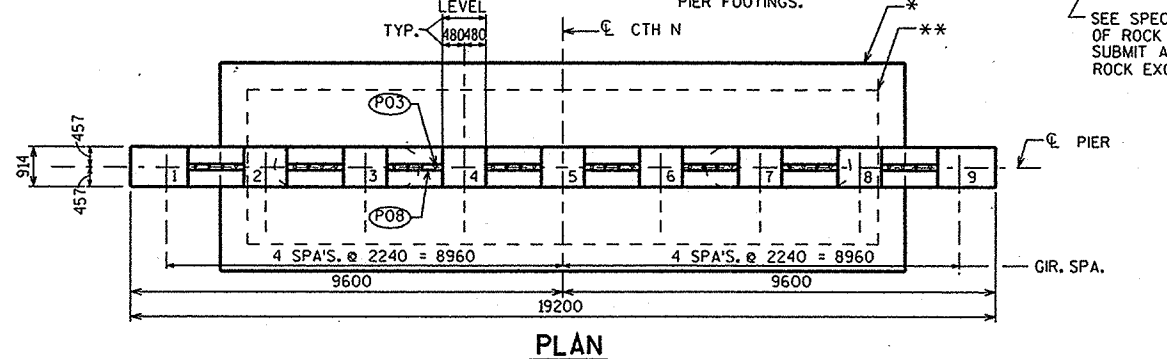 PIER FOOTINGS.
LEVEL
TYP.
480 480
℄ CTH N
*
**
SEE SPEC
OF ROCK
SUBMIT A
ROCK EXC
P03
457
914
457
1 2 3 4 5 6 7 8 9
℄ PIER
P08
4 SPA'S. @ 2240 = 8960
4 SPA'S. @ 2240 = 8960
GIR. SPA.
9600
9600
19200
PLAN